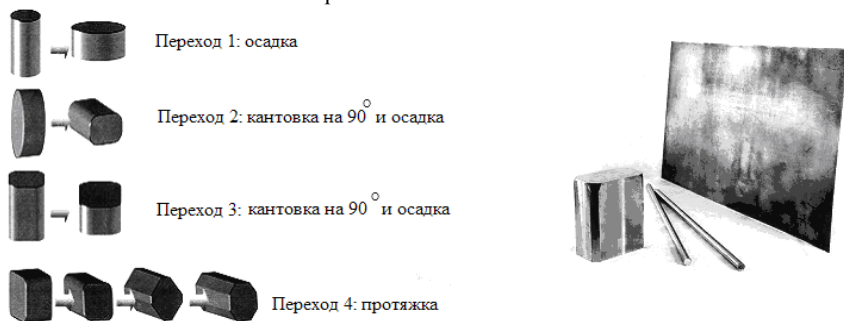 Переход 1: осадка
Переход 2: кантовка на 90° и осадка
Переход 3: кантовка на 90° и осадка
Переход 4: протяжка